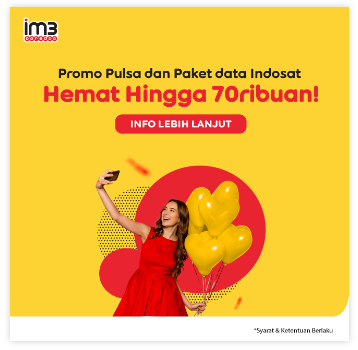 im3
ooredoo
Promo Pulsa dan Paket data Indosat
Hemat Hingga 70ribuan!
INFO LEBIH LANJUT
*Syarat & Ketentuan Berlaku